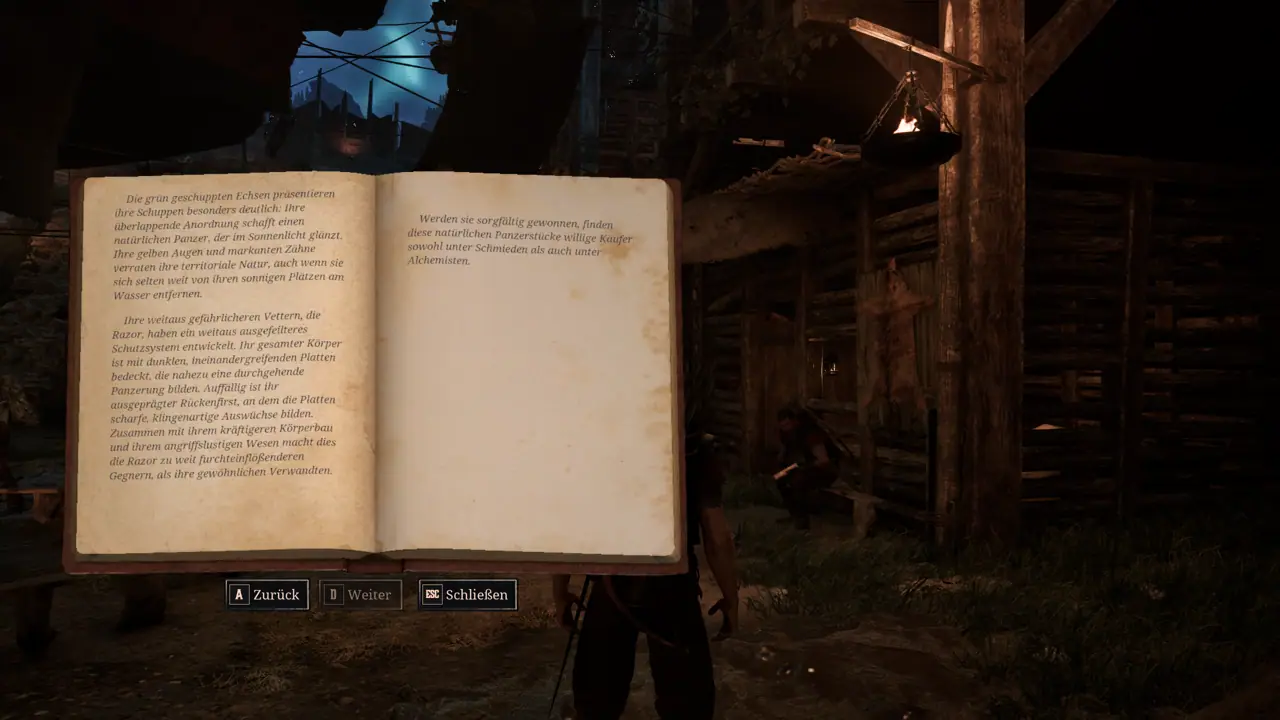 Die grün geschuppten Echsen präsentieren
ihre Schuppen besonders deutlich: Ihre
überlappende Anordnung schafft einen
natürlichen Panzer, der im Sonnenlicht glänzt.
Ihre gelben Augen und markanten Zähne
verraten ihre territoriale Natur, auch wenn sie
sich selten weit von ihren sonnigen Plätzen am
Wasser entfernen.
Ihre weitaus gefährlicheren Vettern, die
Razor, haben ein weitaus ausgefeilteres
Schutzsystem entwickelt. Ihr gesamter Körper
ist mit dunklen, ineinandergreifenden Platten
bedeckt, die nahezu eine durchgehende
Panzerung bilden. Auffällig ist ihr
ausgeprägter Rückenfirst, an dem die Platten
scharfe, klingenartige Auswüchse bilden.
Zusammen mit ihrem kräftigeren Körperbau
und ihrem angriffslustigen Wesen macht dies
die Razor zu weit furchteinflößenderen
Gegnern, als ihre gewöhnlichen Verwandten.
Werden sie sorgfältig gewonnen, finden
diese natürlichen Panzerstücke willige Käufer
sowohl unter Schmieden als auch unter
Alchemisten.
A Zurück
D Weiter
ESC Schließen